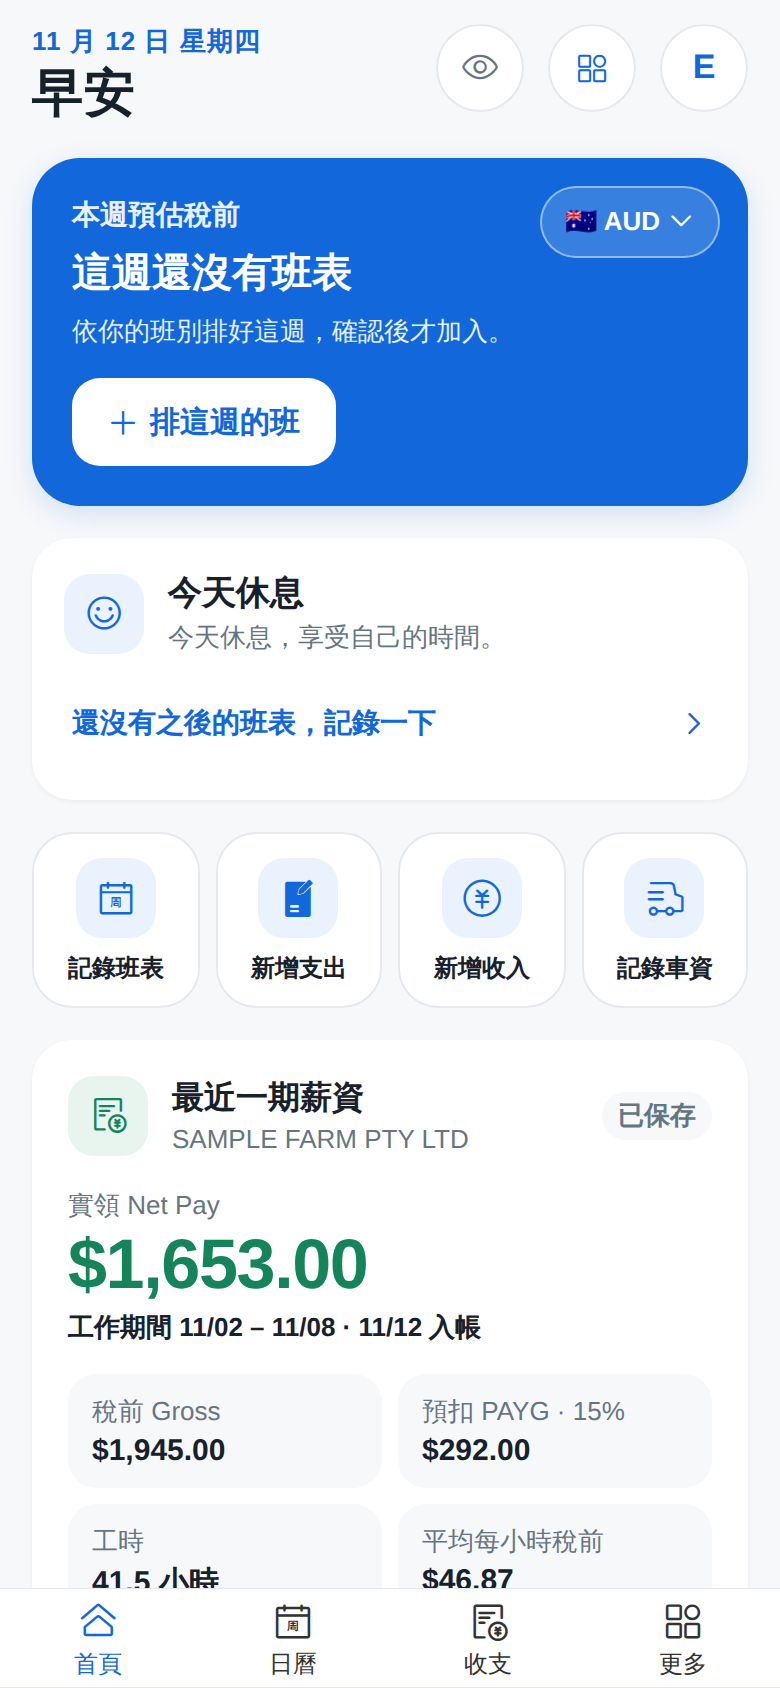 11 月 12 日 星期四
早安
E
本週預估稅前
🇦🇺 AUD
這週還沒有班表
依你的班別排好這週，確認後才加入。
排這週的班
今天休息
今天休息，享受自己的時間。
還沒有之後的班表，記錄一下
周
¥
記錄班表
新增支出
新增收入
記錄車資
¥
最近一期薪資
已保存
SAMPLE FARM PTY LTD
實領 Net Pay
$1,653.00
工作期間 11/02 – 11/08 · 11/12 入帳
稅前 Gross
預扣 PAYG · 15%
$1,945.00
$292.00
工時
平均每小時稅前
41.5 小時
$46.87
周
¥
首頁
日曆
收支
更多